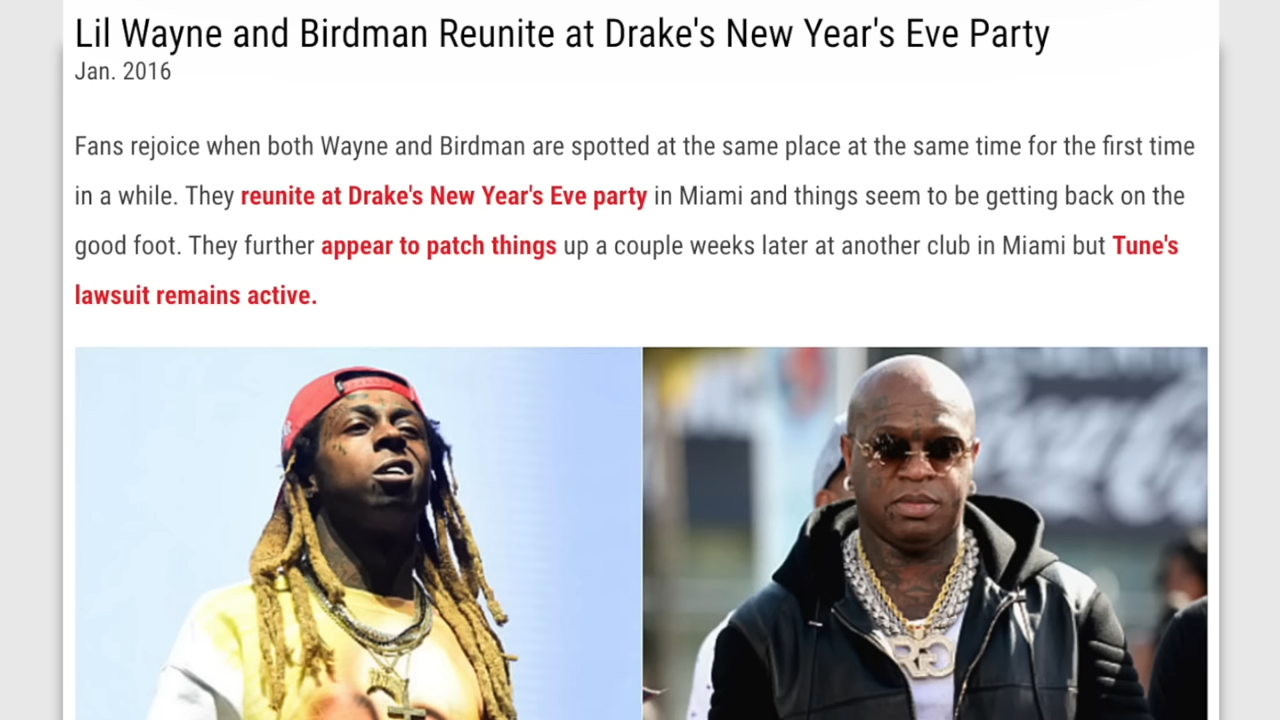 Lil Wayne and Birdman Reunite at Drake's New Year's Eve Party
Jan. 2016
Fans rejoice when both Wayne and Birdman are spotted at the same place at the same time for the first time
in a while. They reunite at Drake's New Year's Eve party in Miami and things seem to be getting back on the
good foot. They further appear to patch things up a couple weeks later at another club in Miami but Tune's
lawsuit remains active.